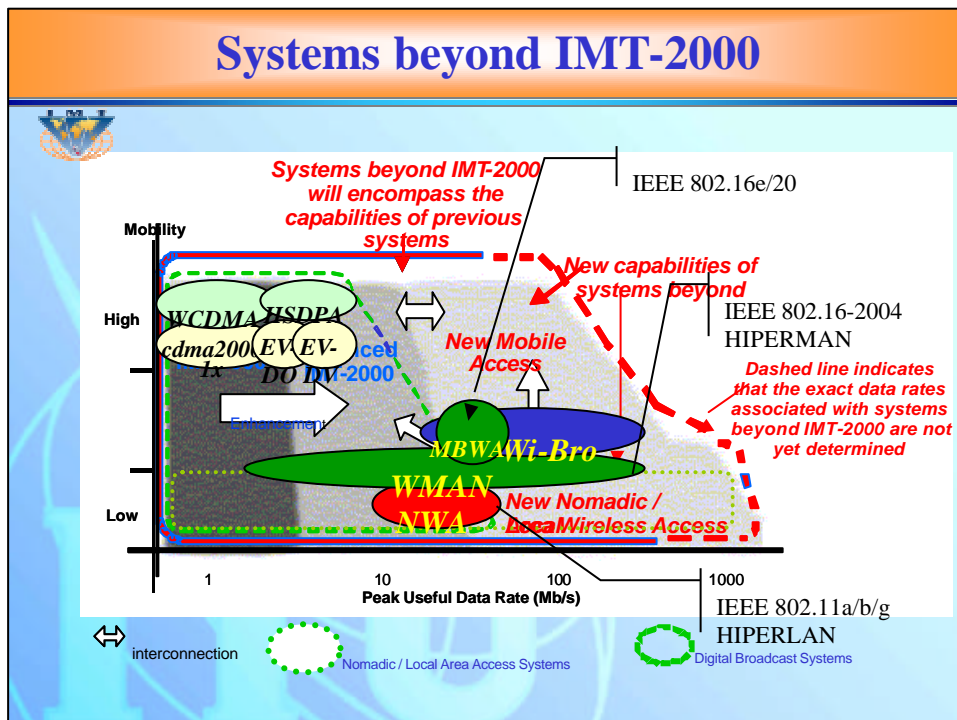 Systems beyond IMT-2000
Systems beyond IMT-2000
will encompass the
capabilities of previous
systems
IEEE 802.16e/20
Mobility
New capabilities of
systems beyond
IEEE 802.16-2004
HIPERMAN
High
WCDMA
HSDPA
cdma2000
1x
EV-
DO
EV-
DV
IMT-2000
New Mobile
Access
Dashed line indicates
that the exact data rates
associated with systems
beyond IMT-2000 are not
yet determined
Enhancement
MBWA
Wi-Bro
WMAN
NWA
New Nomadic /
Local Wireless Access
Low
1
10
100
1000
Peak Useful Data Rate (Mb/s)
IEEE 802.11a/b/g
HIPERLAN
interconnection
Nomadic / Local Area Access Systems
Digital Broadcast Systems